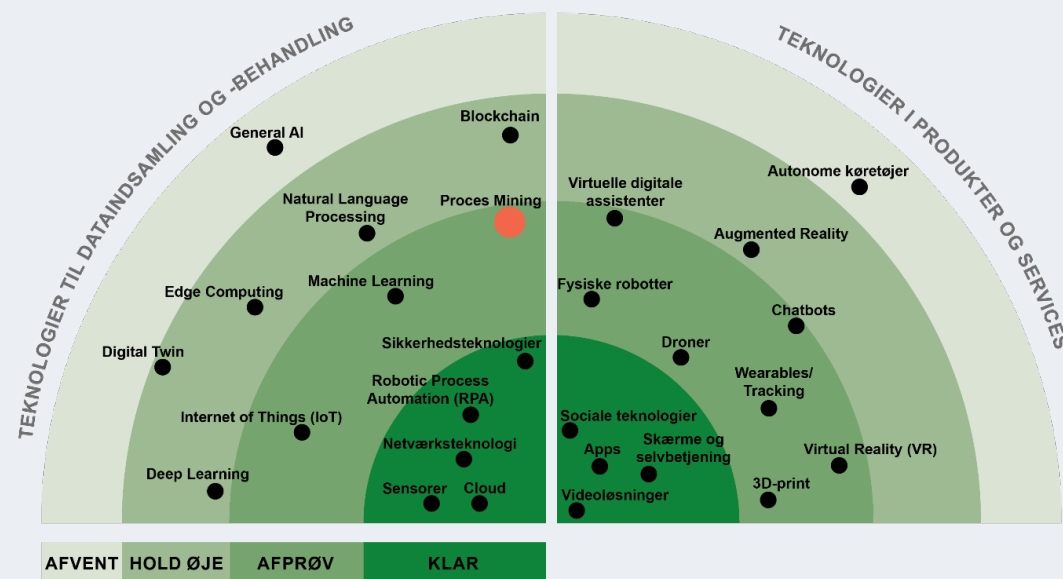 TEKNOLOGIER TIL DATAINDSAMLING OG -BEHANDLING
General AI
Blockchain
Natural Language
Processing
Proces Mining
Edge Computing
Machine Learning
Digital Twin
Sikkerhedsteknologier
Robotic Process
Automation (RPA)
Internet of Things (IoT)
Netværksteknologi
Deep Learning
Sensorer
Cloud
TEKNOLOGIER I PRODUKTER OG SERVICES
Autonome køretøjer
Virtuelle digitale
assistenter
Augmented Reality
Fysiske robotter
Chatbots
Droner
Wearables/
Tracking
Sociale teknologier
Skærme og
selvbetjening
Apps
Virtual Reality (VR)
3D-print
Videoløsninger
AFVENT
HOLD ØJE
AFPRØV
KLAR